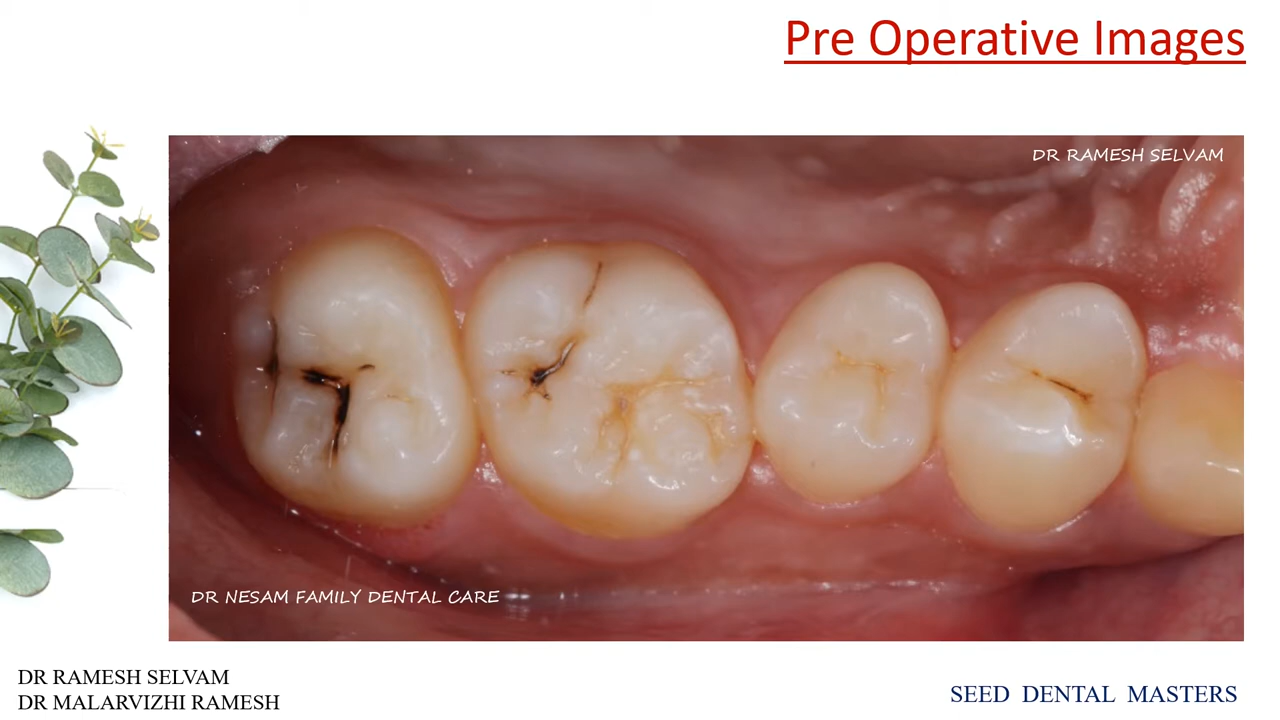 Pre Operative Images
DR RAMESH SELVAM
DR NESAM FAMILY DENTAL CARE
DR RAMESH SELVAM
DR MALARVIZHI RAMESH
SEED DENTAL MASTERS